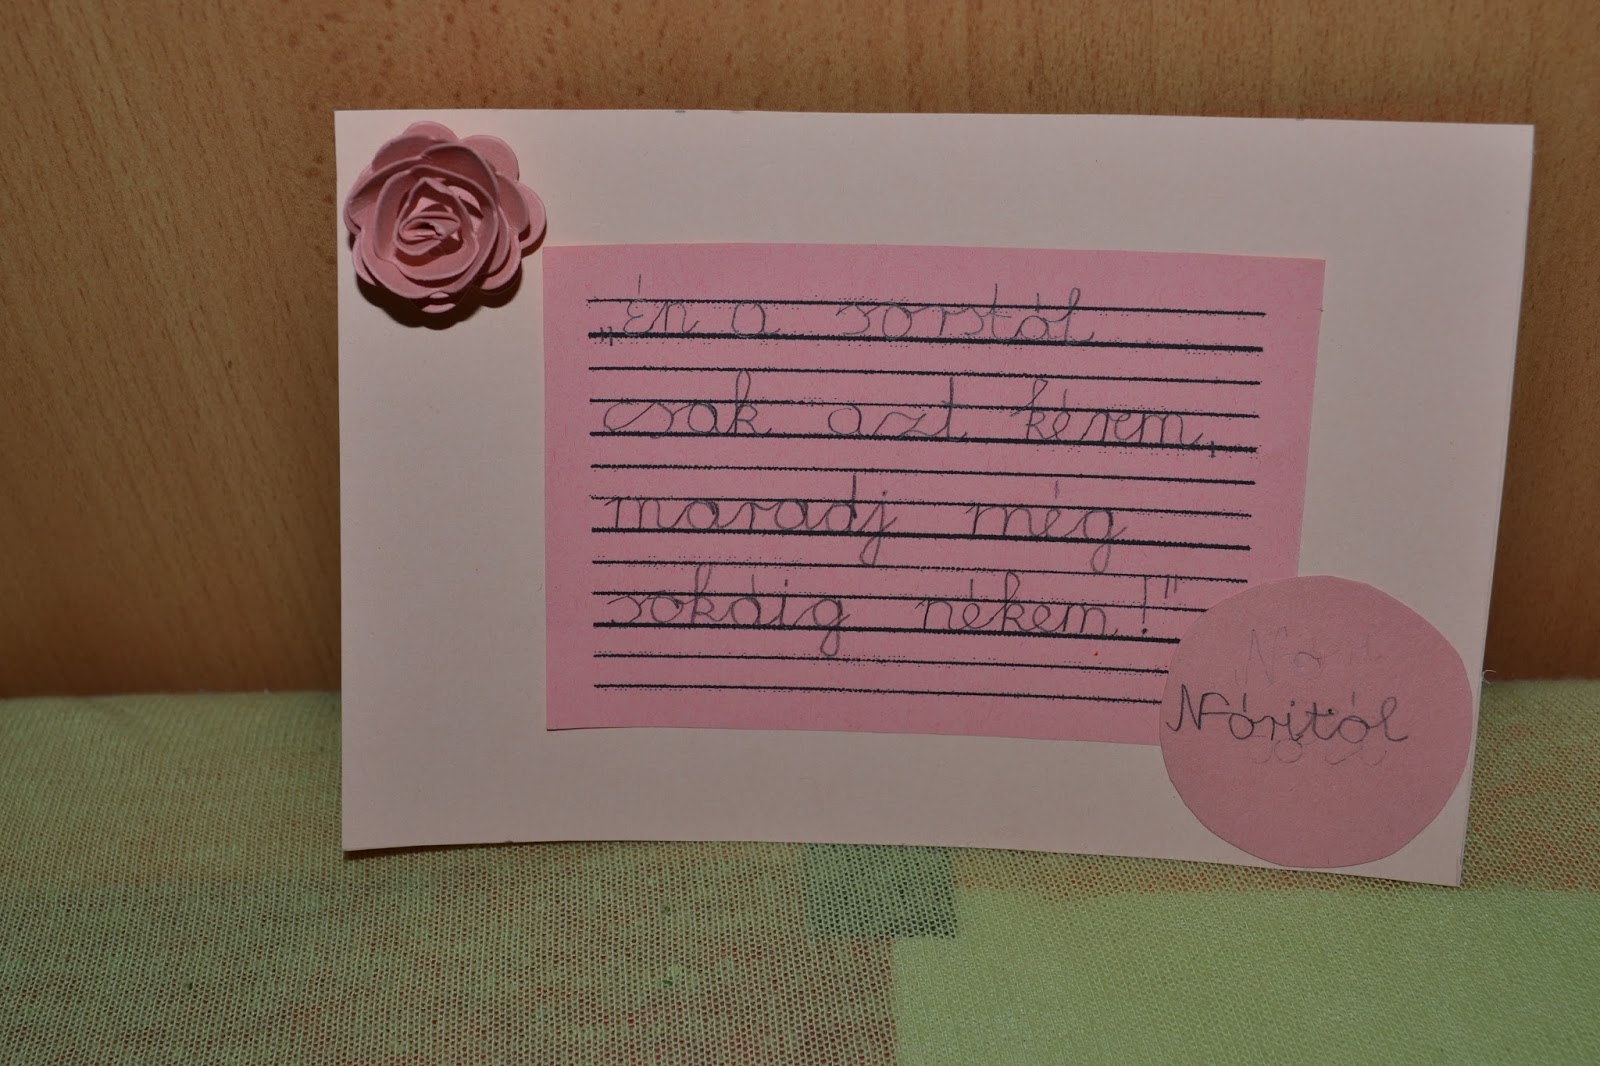 „Én a sorstól
csak azt kérem,
maradj még
sokáig nékem!"
Nóritól